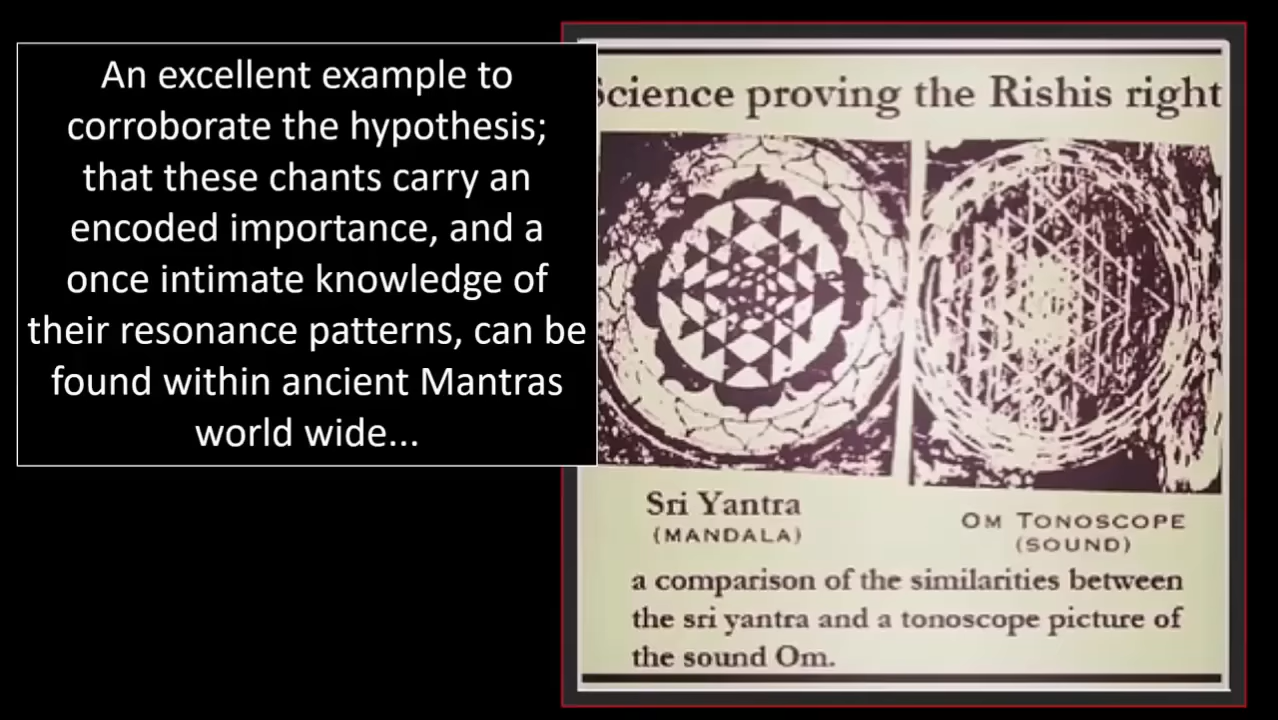 An excellent example to
corroborate the hypothesis;
that these chants carry an
encoded importance, and a
once intimate knowledge of
their resonance patterns, can be
found within ancient Mantras
world wide...
Science proving the Rishis right
Sri Yantra
(MANDALA)
OM TONOSCOPE
(SOUND)
a comparison of the similarities between
the sri yantra and a tonoscope picture of
the sound Om.